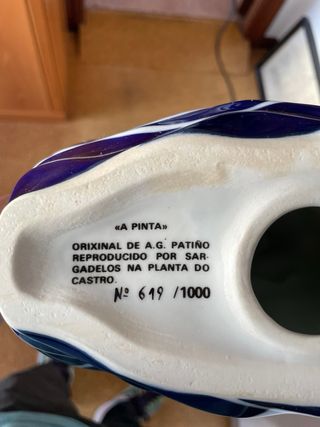 «A PINTA»
ORIXINAL DE A.G. PATIÑO
REPRODUCIDO POR SAR-
GADELOS NA PLANTA DO
CASTRO.
Nº 619 /1000